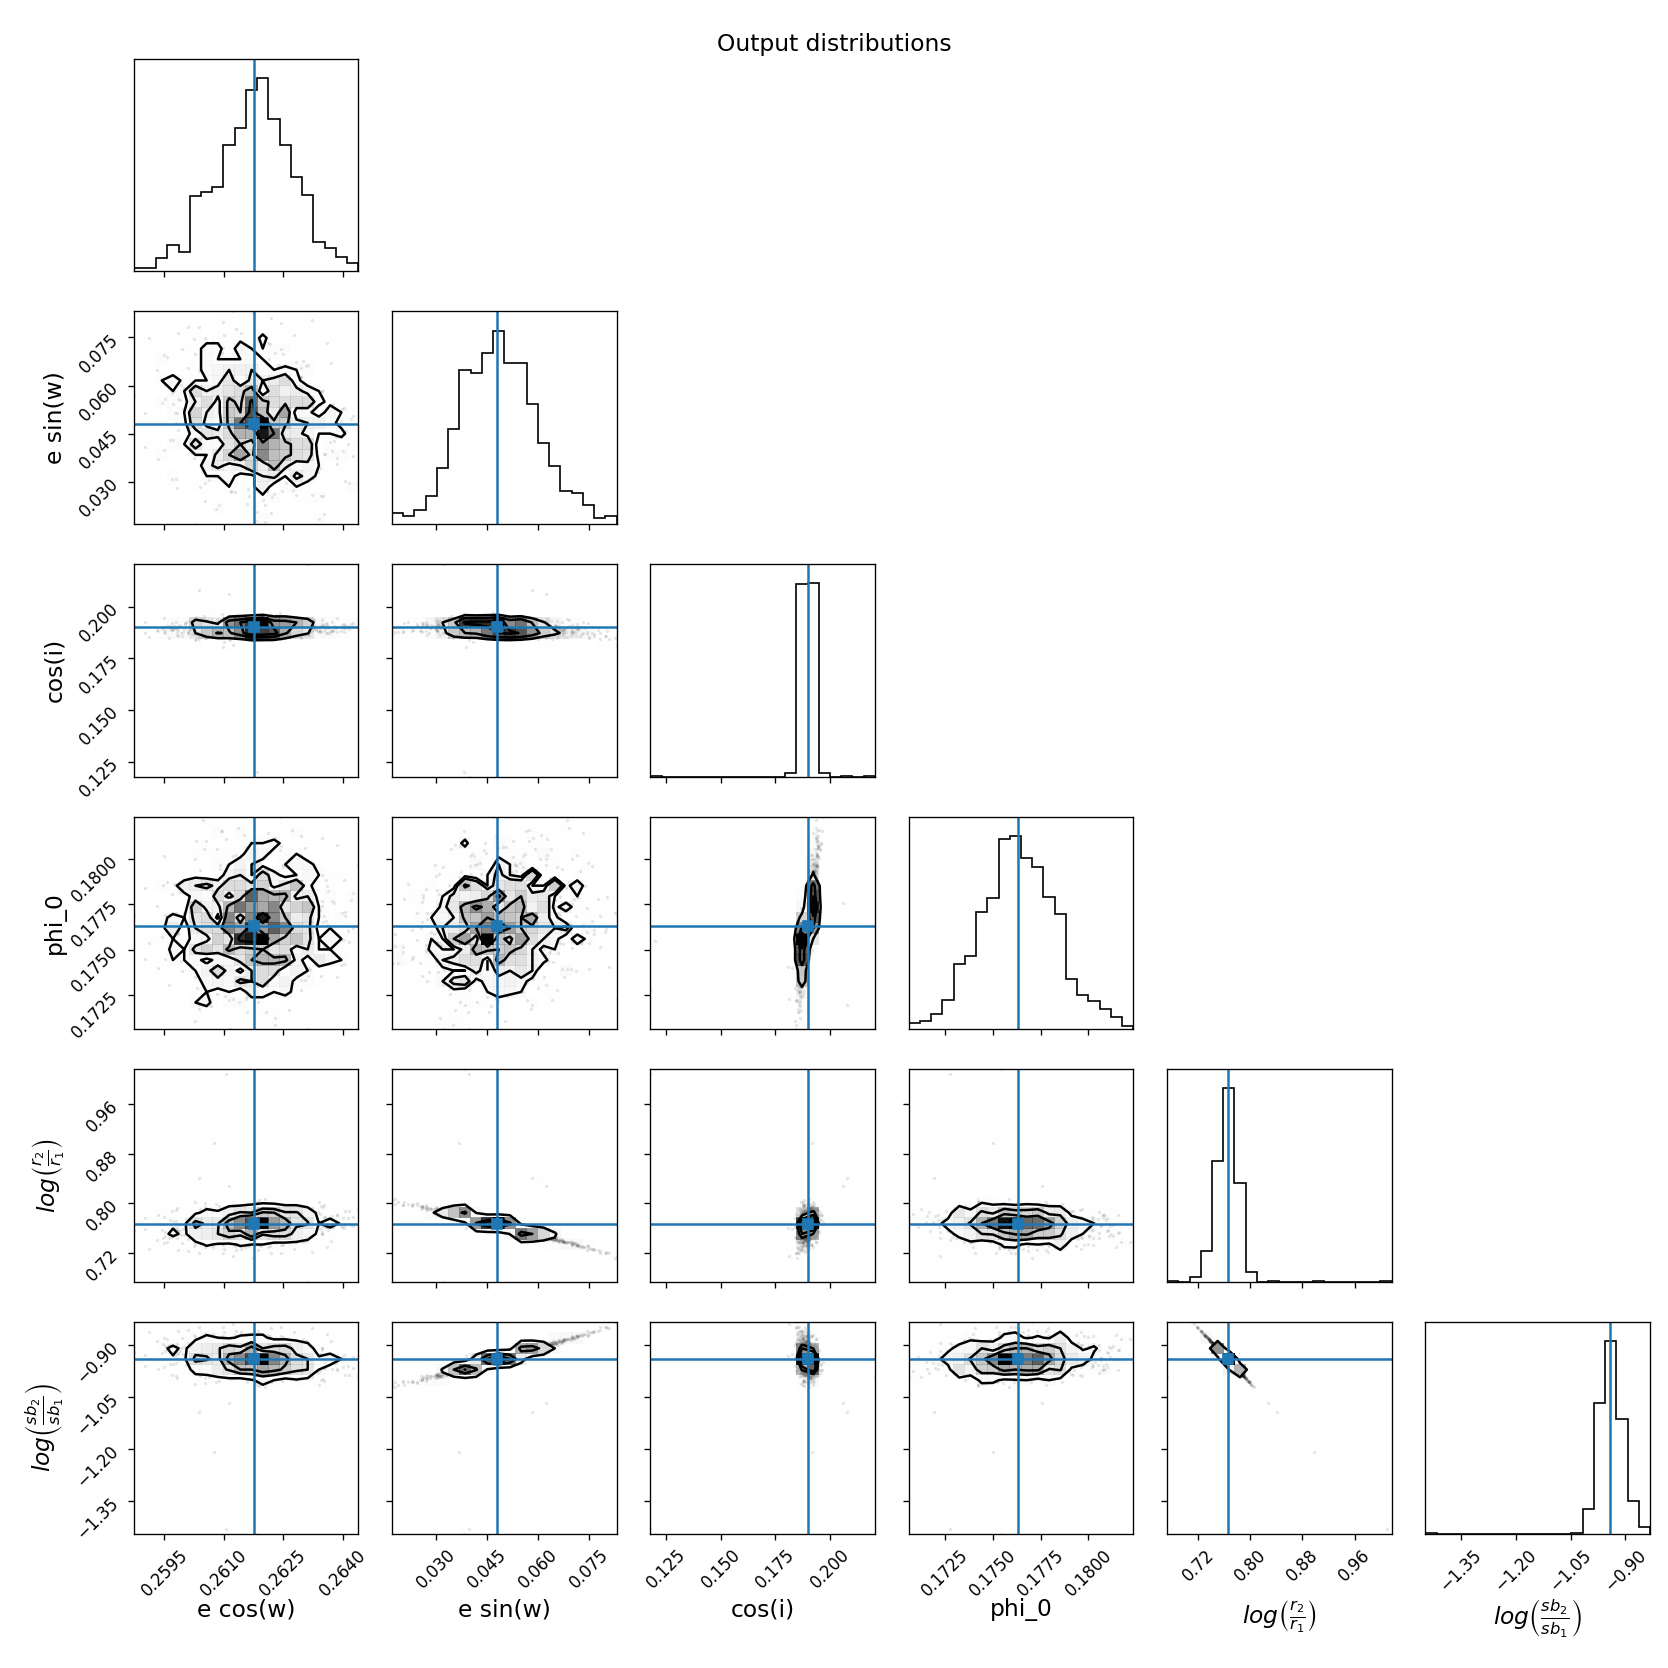 Output distributions
e sin(w)
0.075
0.060
0.045
0.030
cos(i)
0.200
0.175
0.150
0.125
phi_0
0.1800
0.1775
0.1750
0.1725
log(r₂/r₁)
0.96
0.88
0.80
0.72
log(sb₂/sb₁)
−0.90
−1.05
−1.20
−1.35
0.2595 0.2610 0.2625 0.2640
0.030 0.045 0.060 0.075
0.125 0.150 0.175 0.200
0.1725 0.1750 0.1775 0.1800
0.72 0.80 0.88 0.96
−1.35 −1.20 −1.05 −0.90
e cos(w) e sin(w) cos(i) phi_0 log(r₂/r₁) log(sb₂/sb₁)